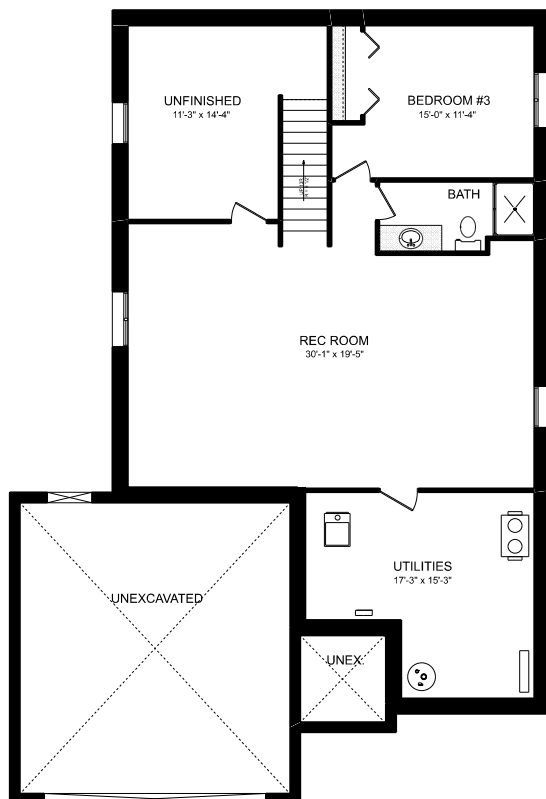 UNFINISHED
11'-3" x 14'-4"
BEDROOM #3
15'-0" x 11'-4"
BATH
REC ROOM
30'-1" x 19'-5"
UTILITIES
17'-3" x 15'-3"
UNEXCAVATED
UNEX.